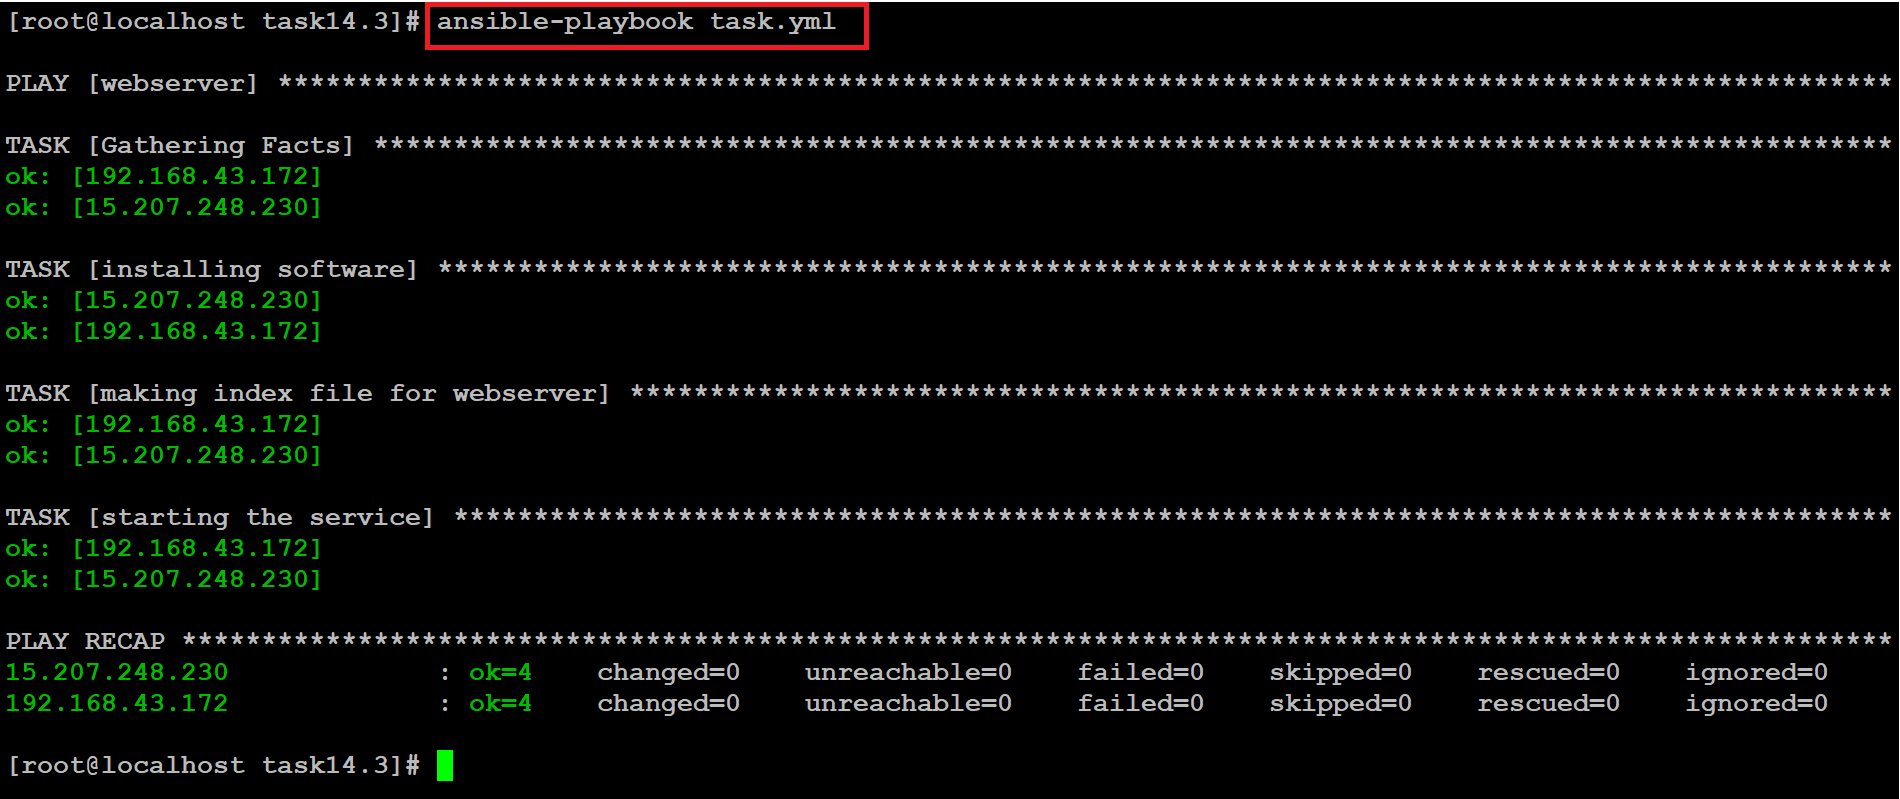 [root@localhost task14.3]# ansible-playbook task.yml
PLAY [webserver] *****************************************************************************************************
TASK [Gathering Facts] ***********************************************************************************************
ok: [192.168.43.172]
ok: [15.207.248.230]
TASK [installing software] *******************************************************************************************
ok: [15.207.248.230]
ok: [192.168.43.172]
TASK [making index file for webserver] *******************************************************************************
ok: [192.168.43.172]
ok: [15.207.248.230]
TASK [starting the service] ******************************************************************************************
ok: [192.168.43.172]
ok: [15.207.248.230]
PLAY RECAP ***********************************************************************************************************
15.207.248.230             : ok=4    changed=0    unreachable=0    failed=0    skipped=0    rescued=0    ignored=0
192.168.43.172             : ok=4    changed=0    unreachable=0    failed=0    skipped=0    rescued=0    ignored=0
[root@localhost task14.3]#